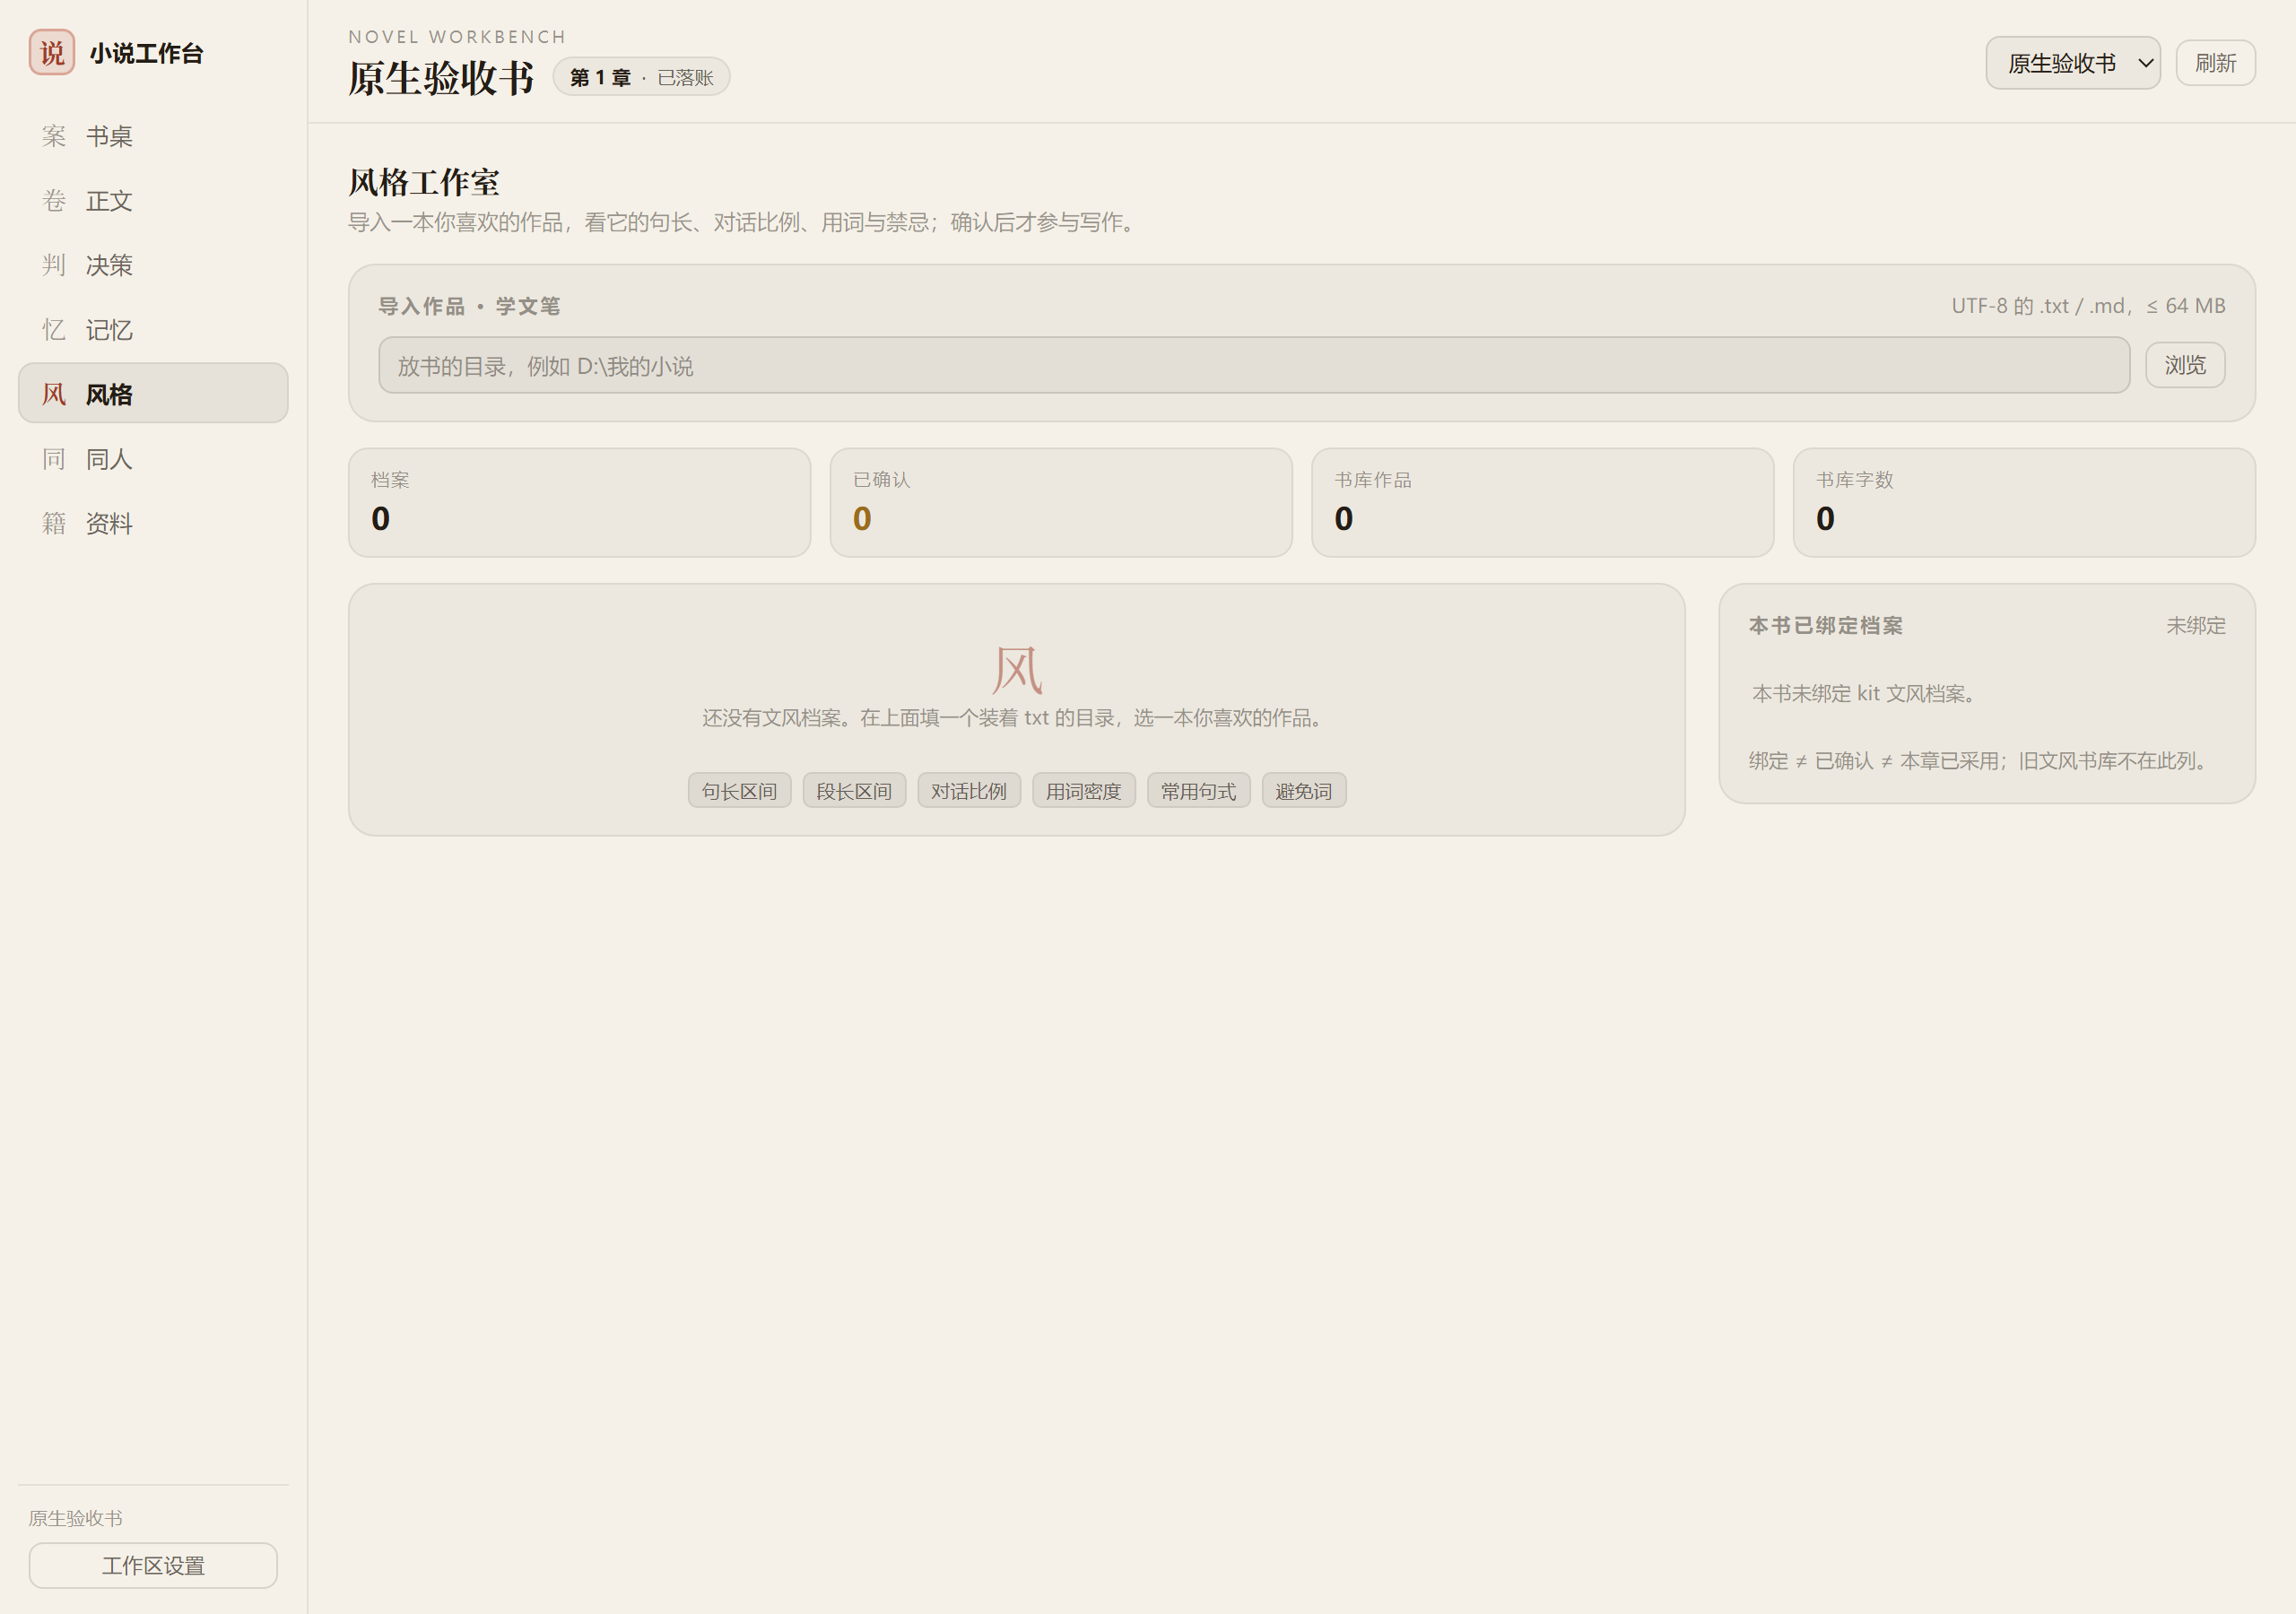 说 小说工作台
案 书桌
卷 正文
判 决策
忆 记忆
风 风格
同 同人
籍 资料
原生验收书
工作区设置
NOVEL WORKBENCH
原生验收书 第 1 章 · 已落账
原生验收书 刷新
风格工作室
导入一本你喜欢的作品，看它的句长、对话比例、用词与禁忌；确认后才参与写作。
导入作品 · 学文笔 UTF-8 的 .txt / .md，≤ 64 MB
放书的目录，例如 D:\我的小说 浏览
档案 已确认 书库作品 书库字数
0 0 0 0
风
还没有文风档案。在上面填一个装着 txt 的目录，选一本你喜欢的作品。
句长区间 段长区间 对话比例 用词密度 常用句式 避免词
本书已绑定档案 未绑定
本书未绑定 kit 文风档案。
绑定 ≠ 已确认 ≠ 本章已采用；旧文风书库不在此列。